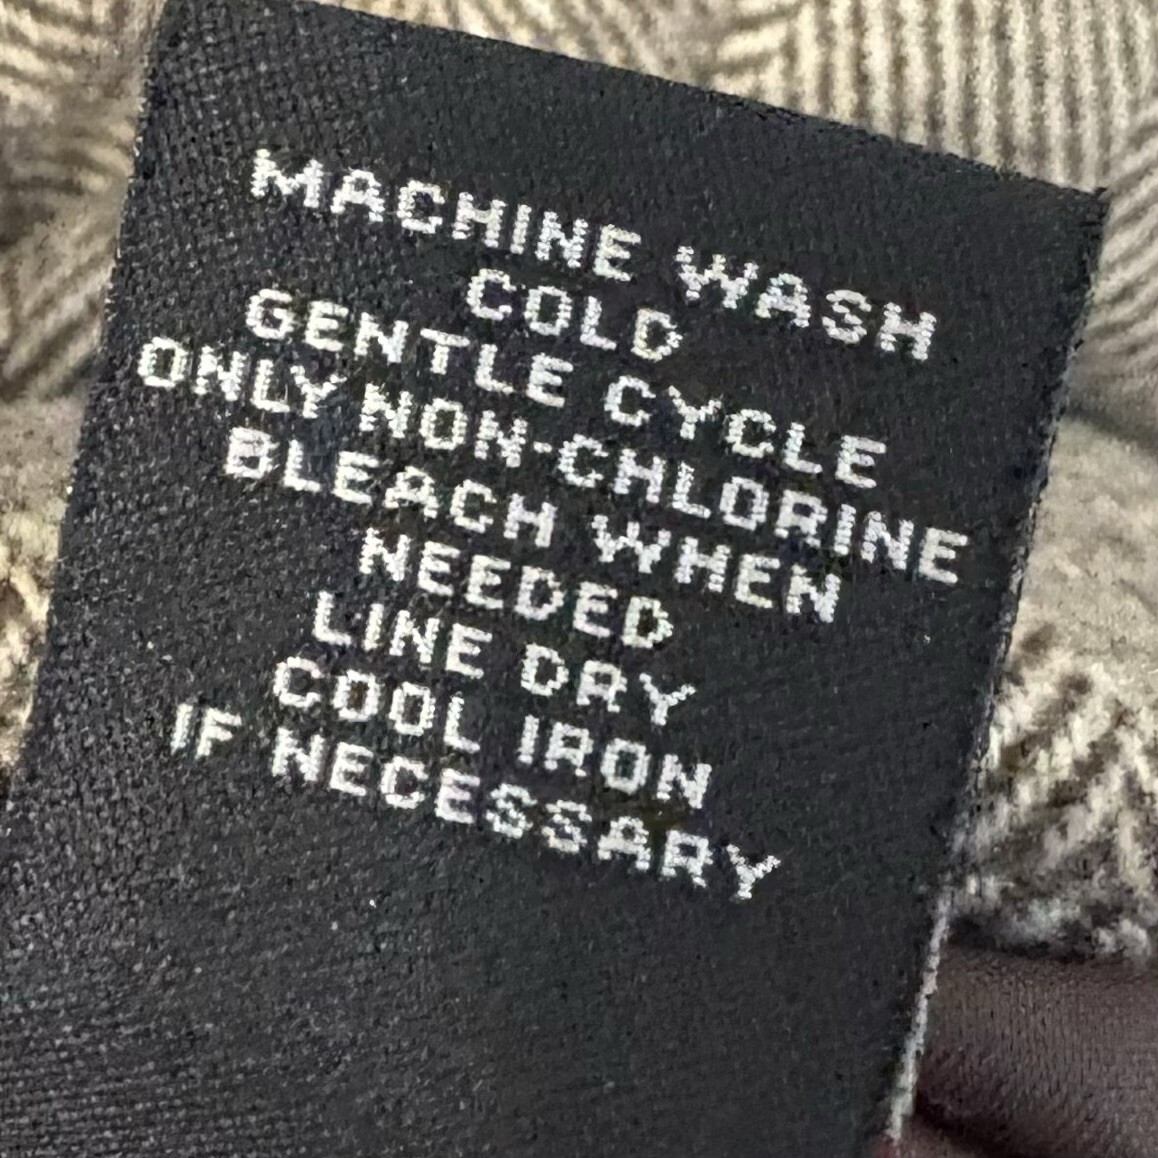 MACHINE WASH
COLD
GENTLE CYCLE
ONLY NON-CHLORINE
BLEACH WHEN
NEEDED
LINE DRY
COOL IRON
IF NECESSARY